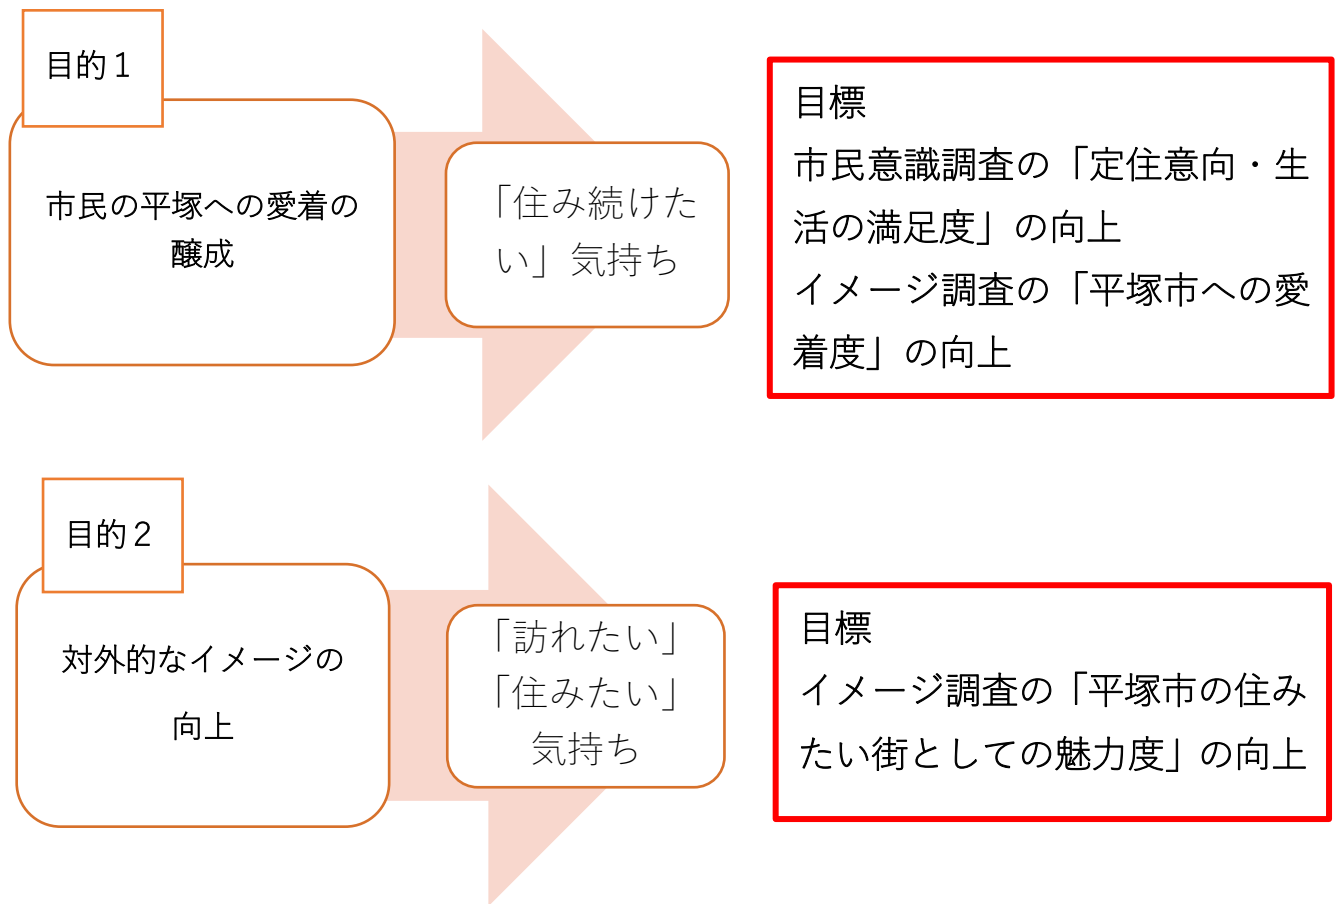 目的１
市民の平塚への愛着の
醸成
「住み続けた
い」気持ち
目標
市民意識調査の「定住意向・生
活の満足度」の向上
イメージ調査の「平塚市への愛
着度」の向上
目的２
対外的なイメージの
向上
「訪れたい」
「住みたい」
気持ち
目標
イメージ調査の「平塚市の住み
たい街としての魅力度」の向上